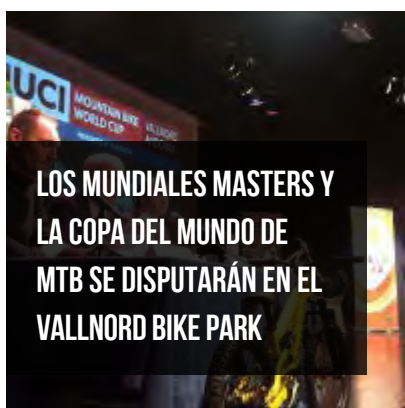 UCI
MOUNTAIN BIKE
WORLD CUP
LOS MUNDIALES MASTERS Y
LA COPA DEL MUNDO DE
MTB SE DISPUTARÁN EN EL
VALLNORD BIKE PARK